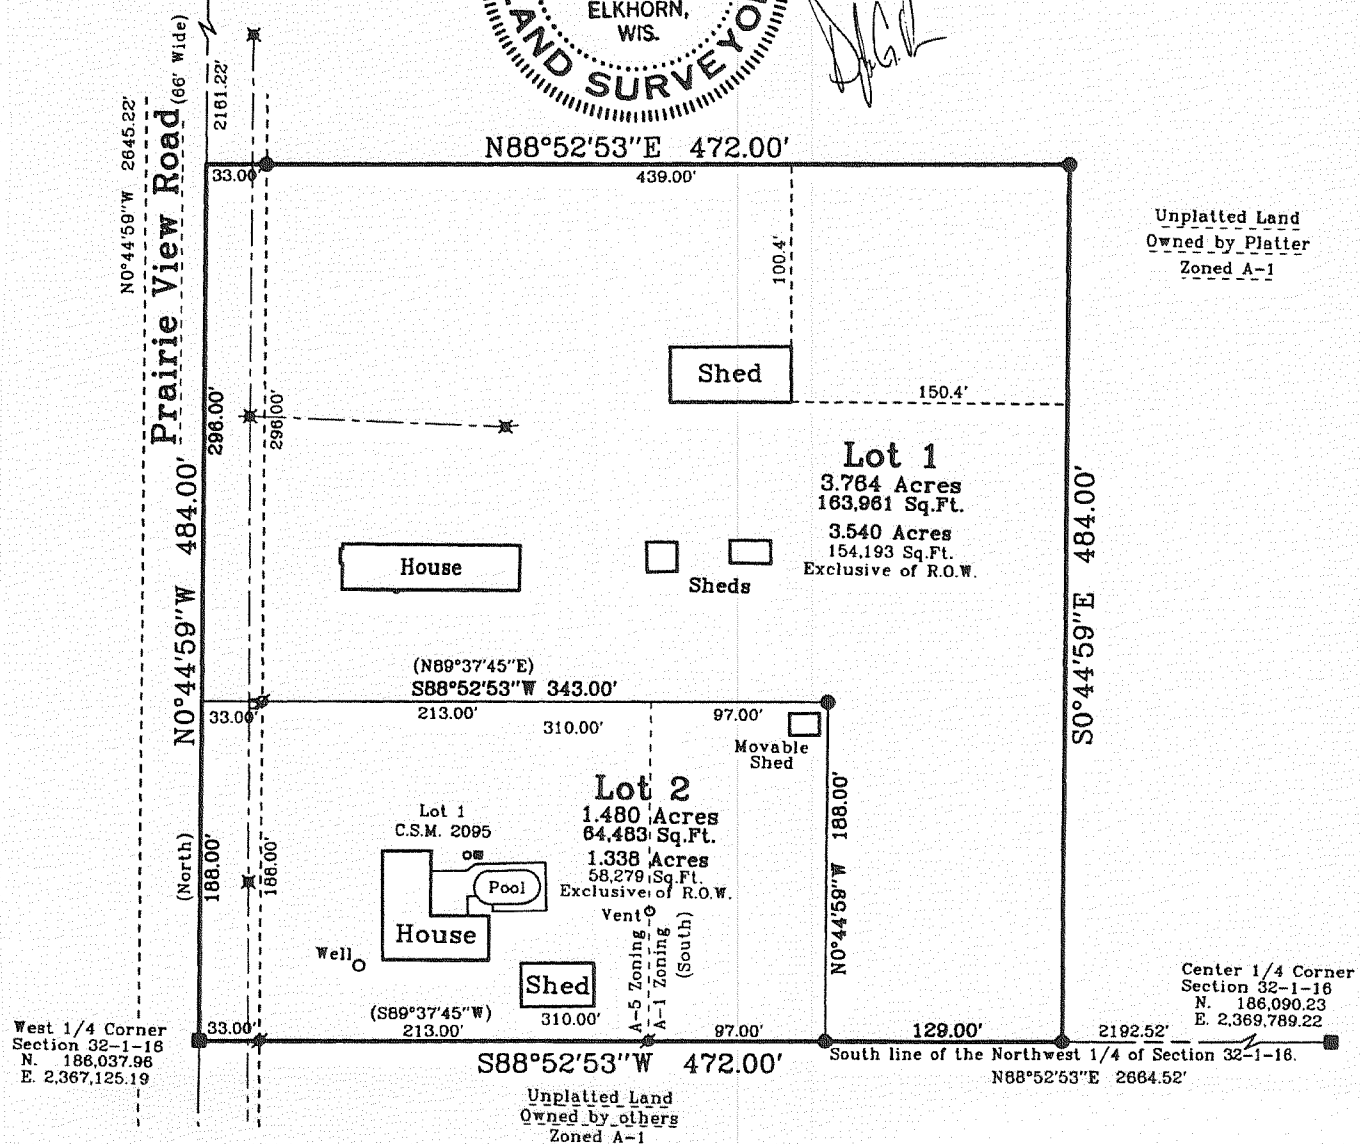 ELKHORN,
WIS.
LAND SURVEYOR
Prairie View Road (66' Wide)
N0°44'59"W 2645.22'
2161.22'
N88°52'53"E 472.00'
33.00'
439.00'
100.4'
Unplatted Land
Owned by Platter
Zoned A-1
Shed
150.4'
296.00'
296.00'
Lot 1
3.764 Acres
163,961 Sq.Ft.
3.540 Acres
154,193 Sq.Ft.
Exclusive of R.O.W.
N0°44'59"W 484.00'
S0°44'59"E 484.00'
House
Sheds
(N89°37'45"E)
S88°52'53"W 343.00'
33.00'
213.00'
310.00'
97.00'
Movable
Shed
Lot 2
1.480 Acres
64,483 Sq.Ft.
1.338 Acres
58,279 Sq.Ft.
Exclusive of R.O.W.
Lot 1
C.S.M. 2095
Pool
House
(North)
188.00'
188.00'
N0°44'59"W 188.00'
Vent
A-5 Zoning
A-1 Zoning
(South)
Well
Shed
(S89°37'45"W)
33.00'
213.00'
310.00'
97.00'
129.00'
2192.52'
Center 1/4 Corner
Section 32-1-16
N. 186,090.23
E. 2,369,789.22
West 1/4 Corner
Section 32-1-16
N. 186,037.96
E. 2,367,125.19
S88°52'53"W 472.00'
South line of the Northwest 1/4 of Section 32-1-16.
N88°52'53"E 2664.52'
Unplatted Land
Owned by others
Zoned A-1